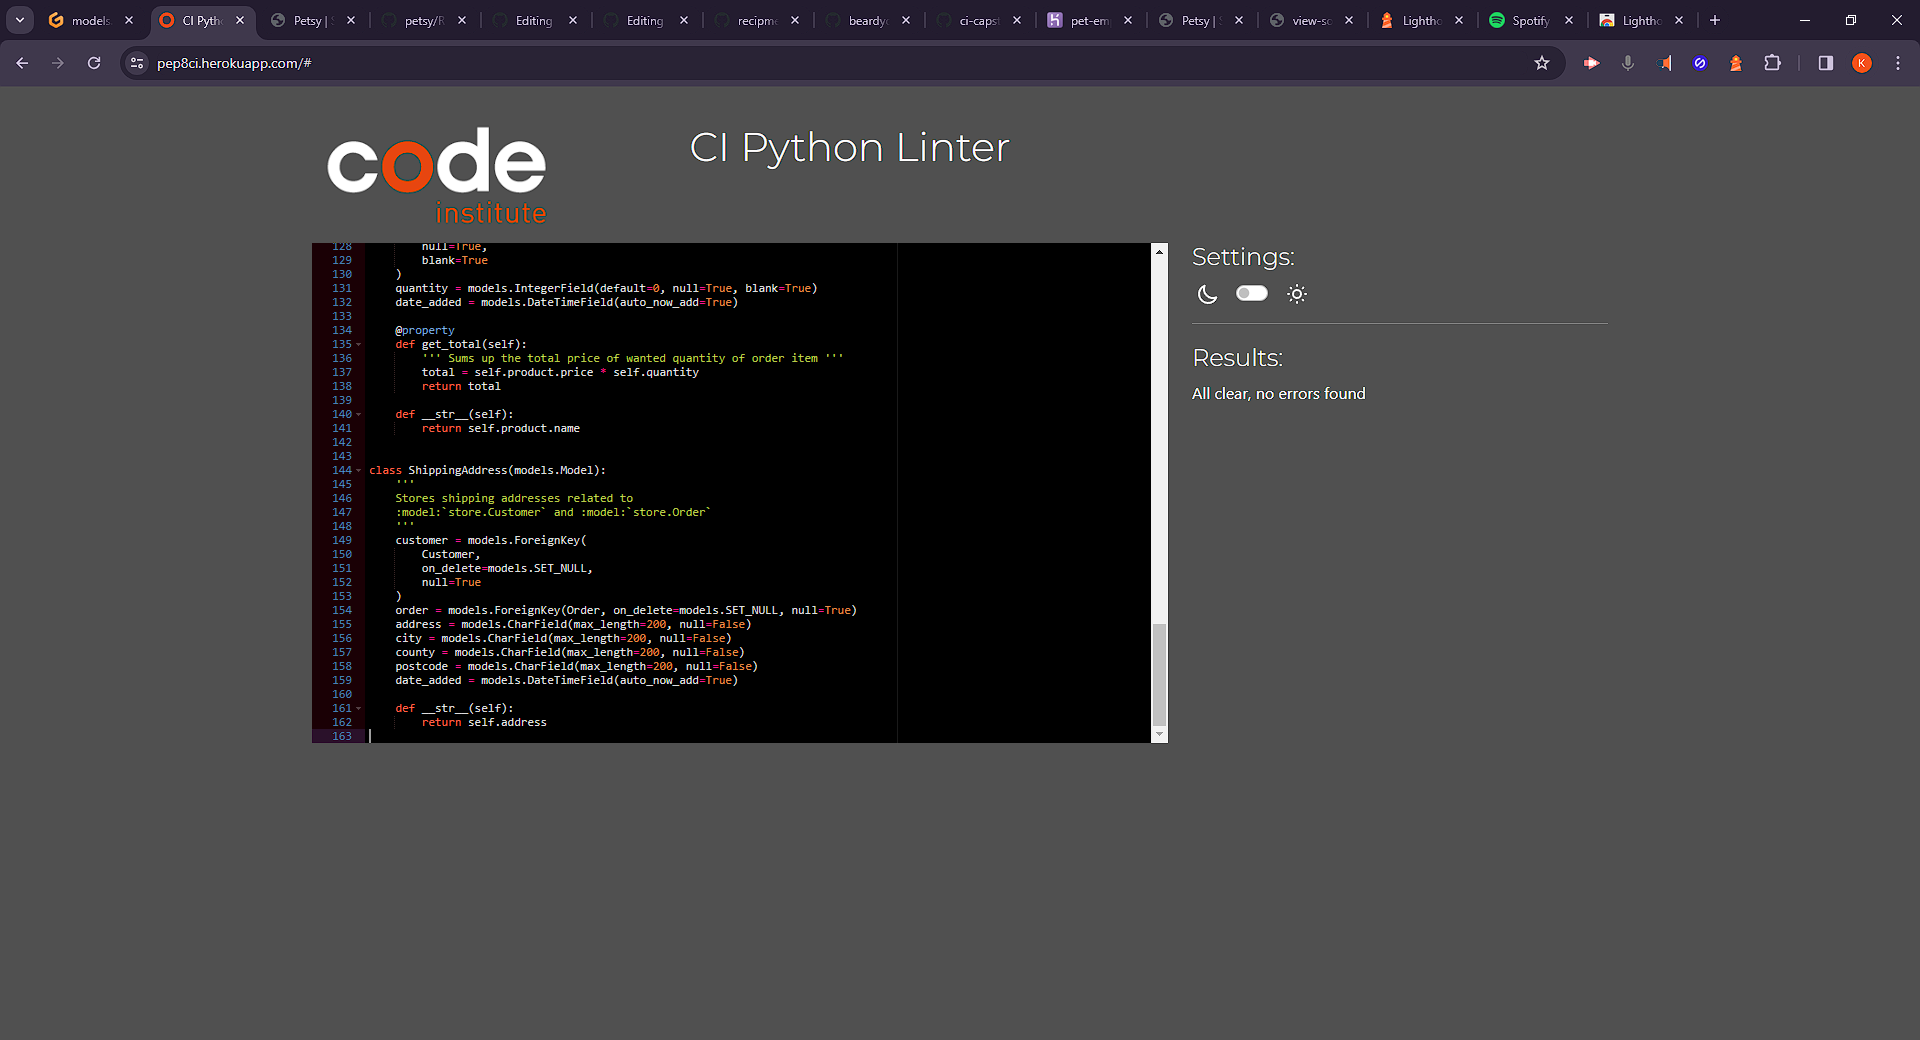 models
CI Pyth
Petsy |
petsy/R
Editing
Editing
recipme
beardyc
ci-caps
pet-em
Petsy |
view-so
Lightho
Spotify
Lightho
pep8ci.herokuapp.com/#
K
code
institute
CI Python Linter
128 null=True,
129 blank=True
130 )
131 quantity = models.IntegerField(default=0, null=True, blank=True)
132 date_added = models.DateTimeField(auto_now_add=True)
133
134 @property
135 def get_total(self):
136 ''' Sums up the total price of wanted quantity of order item '''
137 total = self.product.price * self.quantity
138 return total
139
140 def __str__(self):
141 return self.product.name
142
143
144 class ShippingAddress(models.Model):
145 '''
146 Stores shipping addresses related to
147 :model:`store.Customer` and :model:`store.Order`
148 '''
149 customer = models.ForeignKey(
150 Customer,
151 on_delete=models.SET_NULL,
152 null=True
153 )
154 order = models.ForeignKey(Order, on_delete=models.SET_NULL, null=True)
155 address = models.CharField(max_length=200, null=False)
156 city = models.CharField(max_length=200, null=False)
157 county = models.CharField(max_length=200, null=False)
158 postcode = models.CharField(max_length=200, null=False)
159 date_added = models.DateTimeField(auto_now_add=True)
160
161 def __str__(self):
162 return self.address
163
Settings:
Results:
All clear, no errors found